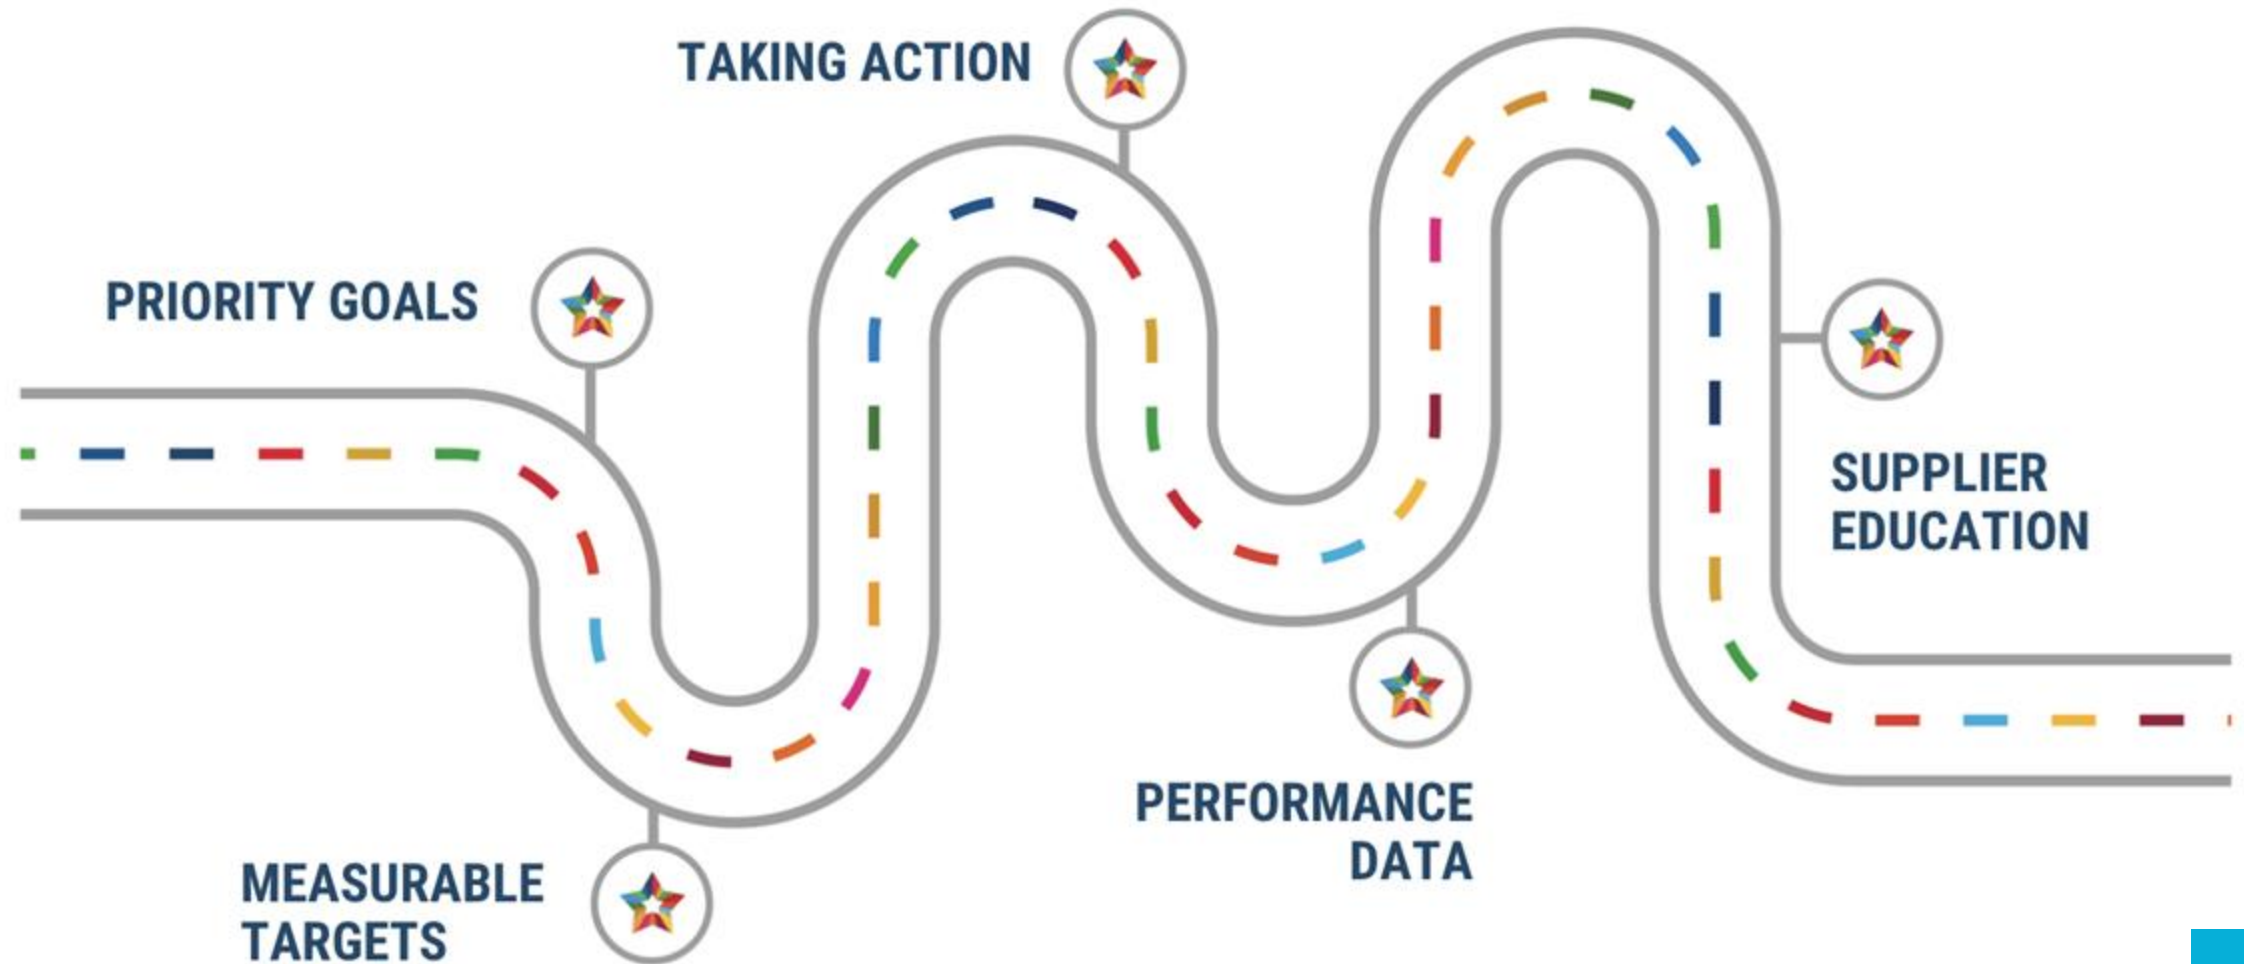 PRIORITY GOALS
MEASURABLE
TARGETS
TAKING ACTION
PERFORMANCE
DATA
SUPPLIER
EDUCATION